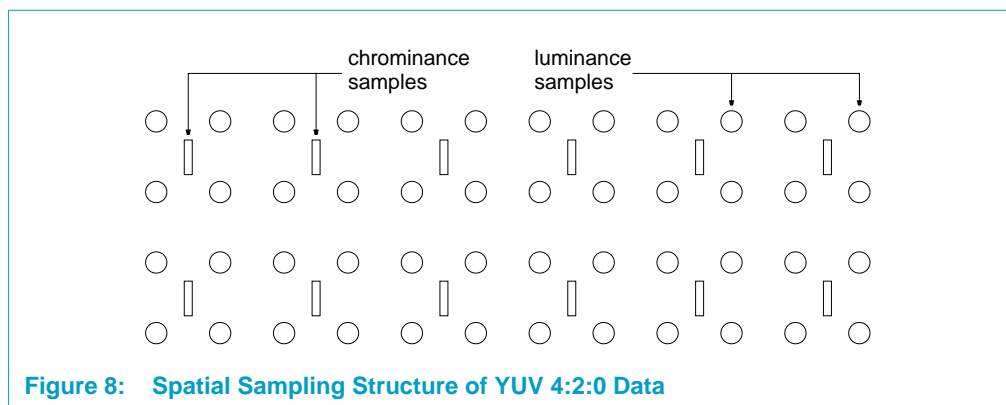 chrominance
samples
luminance
samples
Figure 8: Spatial Sampling Structure of YUV 4:2:0 Data